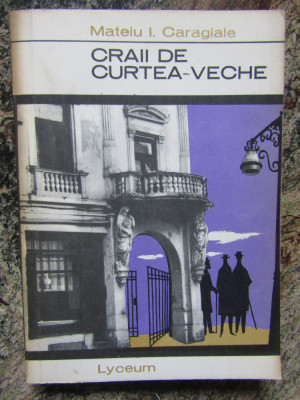 Mateiu I. Caragiale
CRAII DE
CURTEA-VECHE
Lyceum